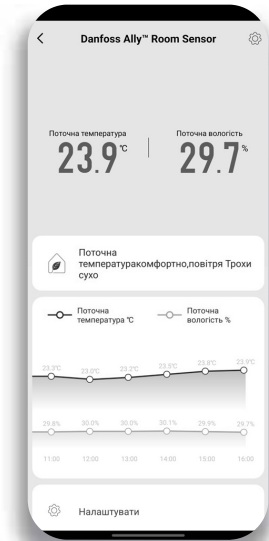 Danfoss Ally™ Room Sensor
Поточна температура
23.9 °C
Поточна вологість
29.7 %
Поточна
температуракомфортно,повітря Трохи
сухо
Поточна
температура °C
Поточна
вологість %
23.3°C 23.0°C 23.2°C 23.5°C 23.8°C 23.9°C
29.8% 30.0% 30.0% 30.1% 29.9% 29.7%
11:00 12:00 13:00 14:00 15:00 16:00
Налаштувати